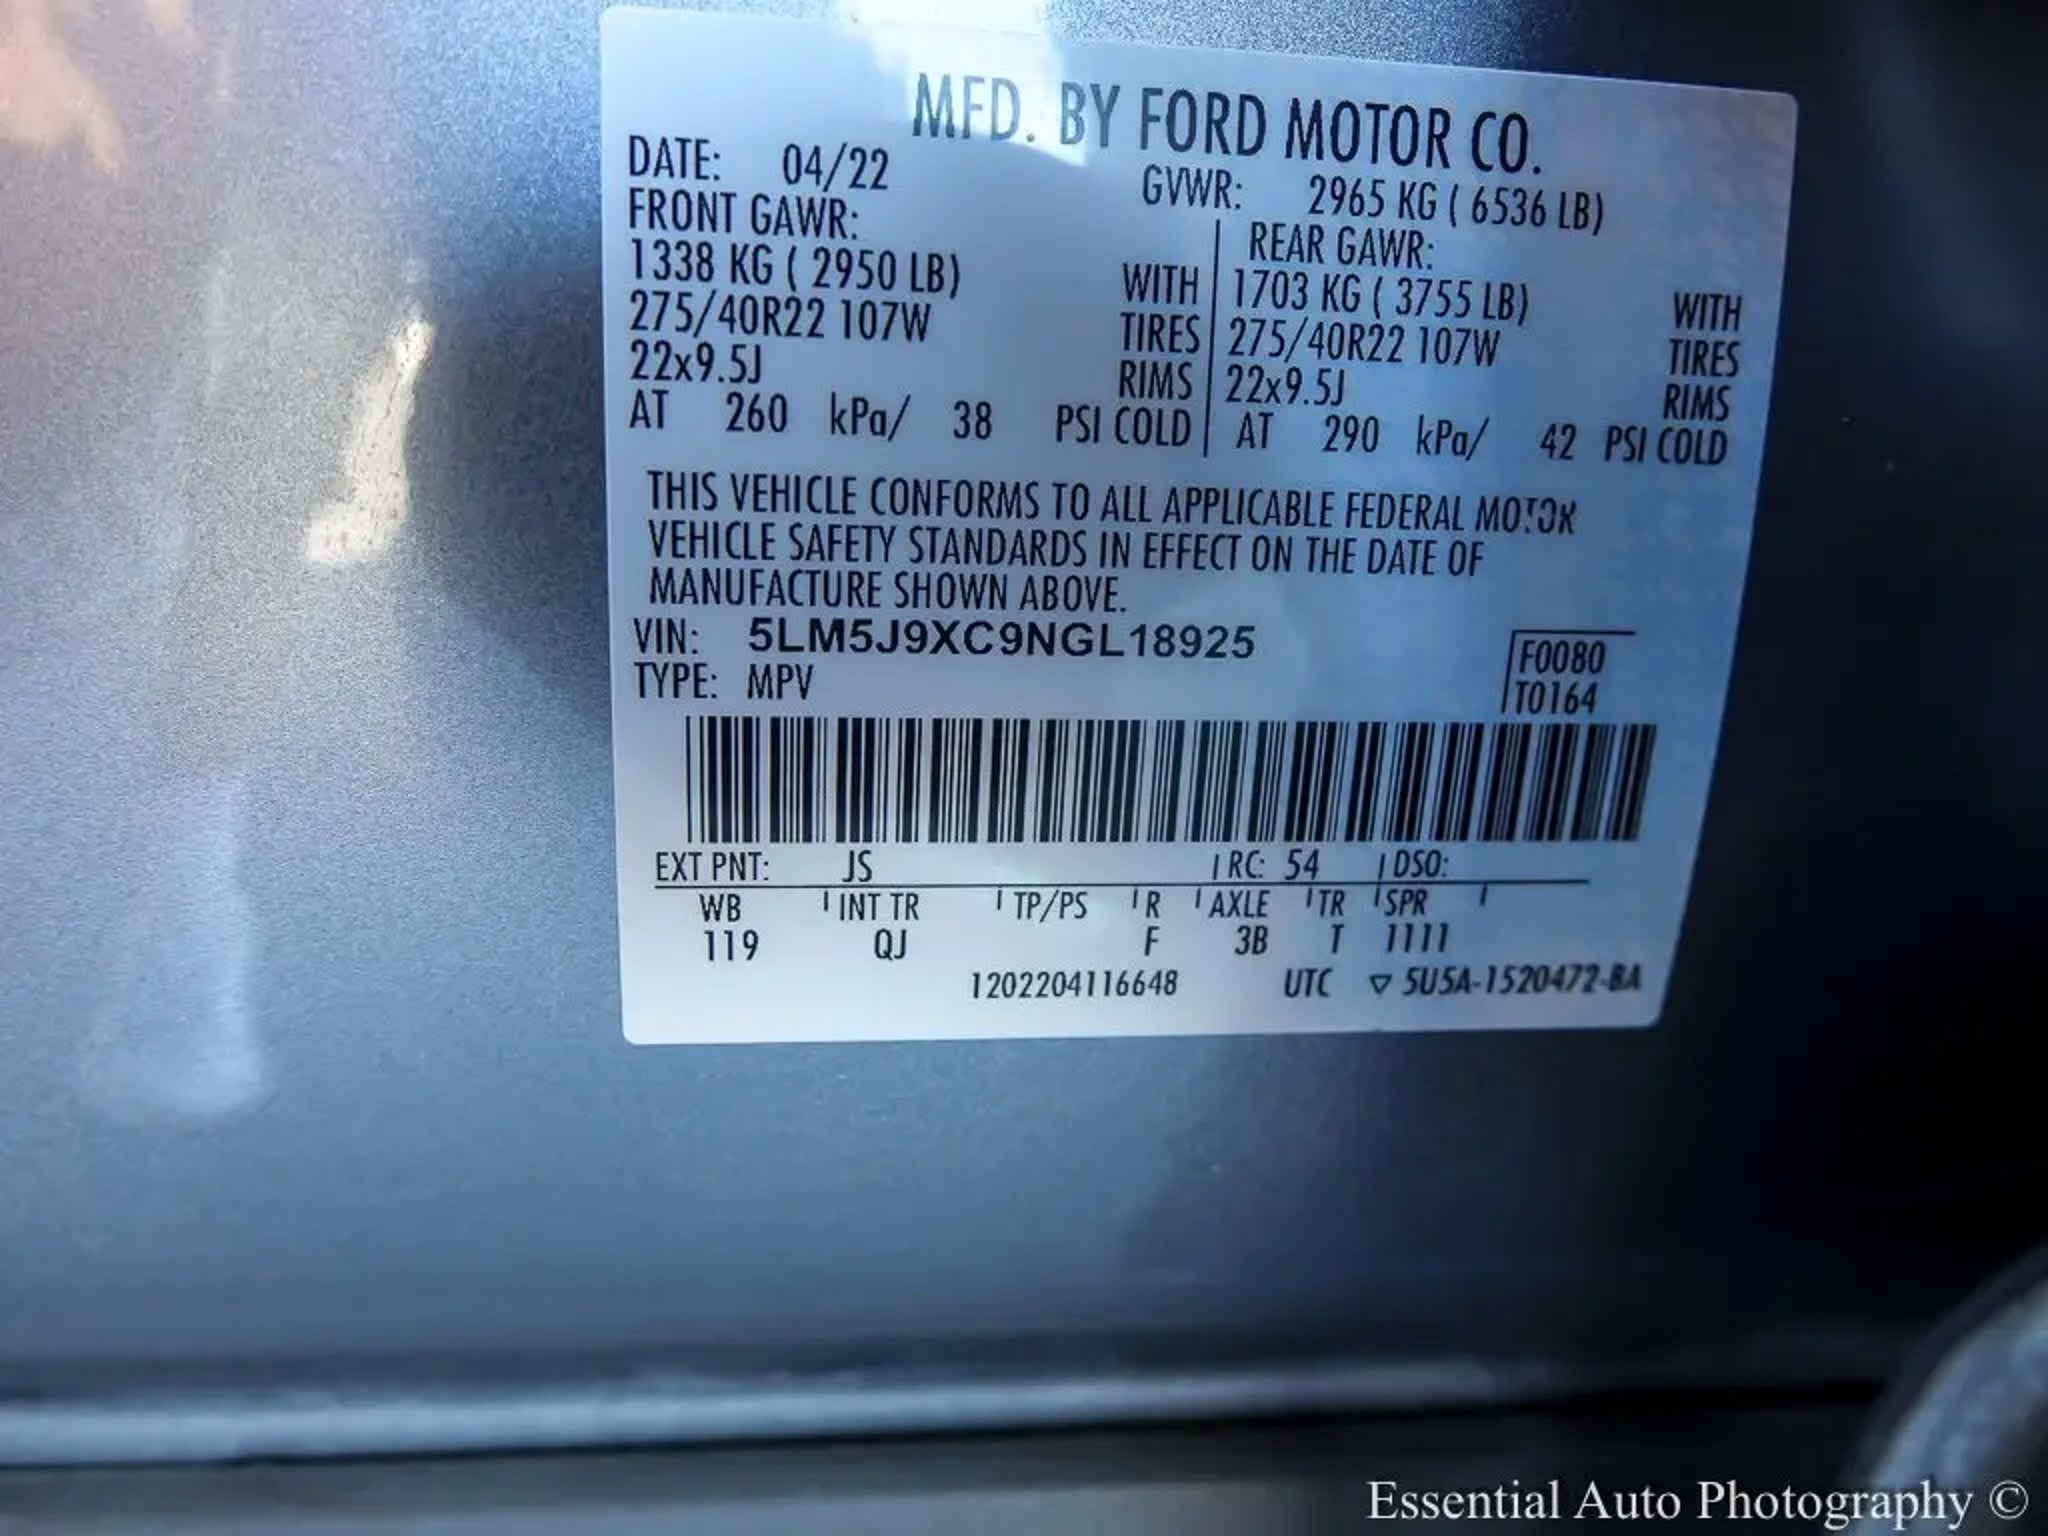 MFD. BY FORD MOTOR CO.
DATE: 04/22 GVWR: 2965 KG ( 6536 LB)
FRONT GAWR: REAR GAWR:
1338 KG ( 2950 LB) WITH 1703 KG ( 3755 LB) WITH
275/40R22 107W TIRES 275/40R22 107W TIRES
22x9.5J RIMS 22x9.5J RIMS
AT 260 kPa/ 38 PSI COLD AT 290 kPa/ 42 PSI COLD
THIS VEHICLE CONFORMS TO ALL APPLICABLE FEDERAL MOTOR
VEHICLE SAFETY STANDARDS IN EFFECT ON THE DATE OF
MANUFACTURE SHOWN ABOVE.
VIN: 5LM5J9XC9NGL18925 F0080
TYPE: MPV T0164
EXT PNT: JS RC: 54 DSO:
WB INT TR TP/PS R AXLE TR SPR
119 QJ F 3B T 1111
1202204116648 UTC ▽ 5U5A-1520472-BA
Essential Auto Photography ©